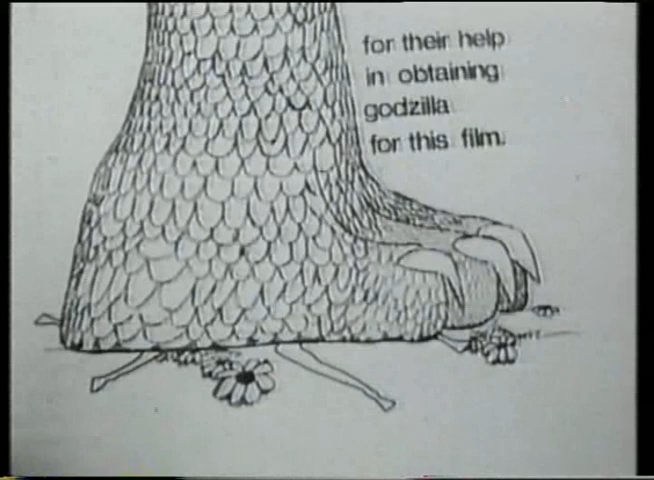 for their help
in obtaining
godzilla
for this film.